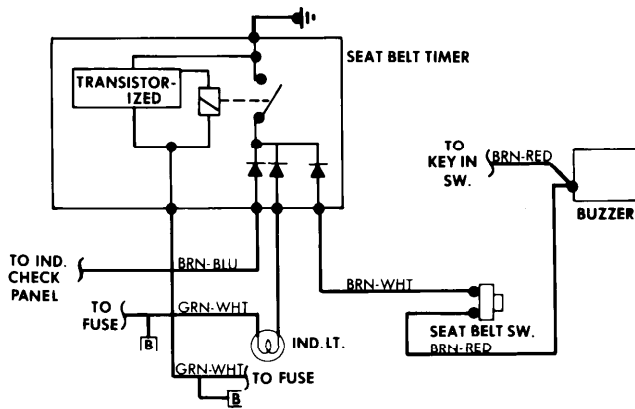 SEAT BELT TIMER
TRANSISTOR-
IZED
TO
KEY IN
SW.
BRN-RED
BUZZER
TO IND.
CHECK
PANEL
BRN-BLU
BRN-WHT
TO
FUSE
GRN-WHT
B
IND. LT.
SEAT BELT SW.
BRN-RED
GRN-WHT
TO FUSE
B